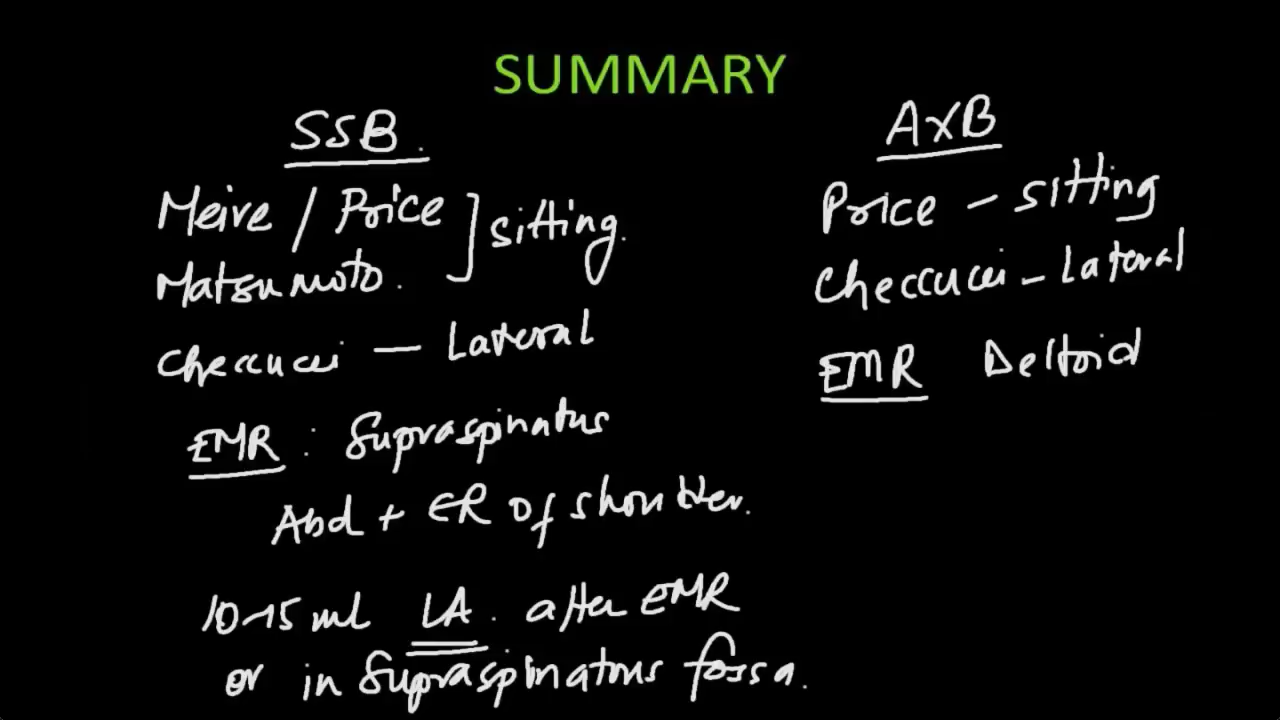 SUMMARY
SSB.
Meire / Price ] sitting.
Matsumoto.
Checcucci — Lateral
EMR : Supraspinatus
Abd + ER of shoulder.
10-15 ml LA. after EMR
or in Supraspinatous fossa.
AXB
Price — sitting
Checcucci — Lateral
EMR Deltoid